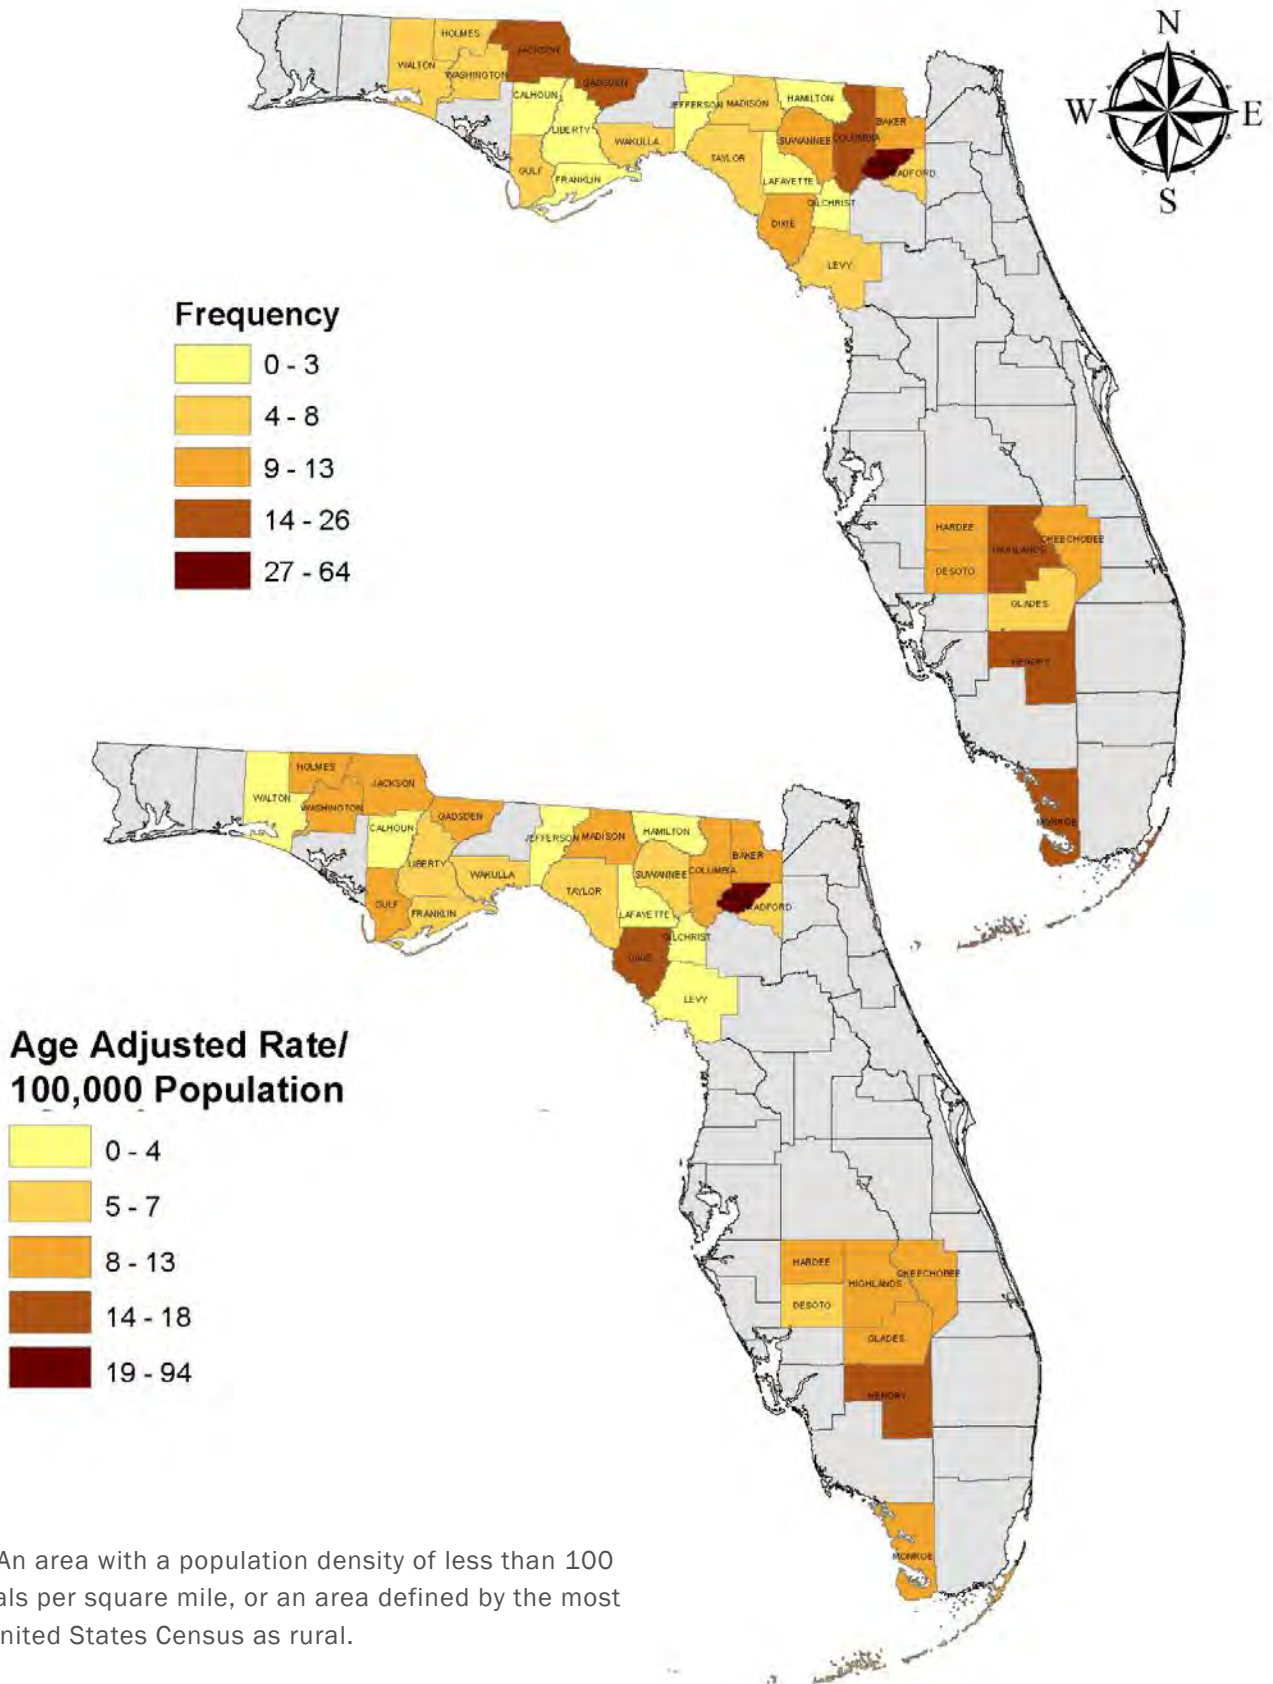 N
W E
S
HOLMES
JACKSON
WALTON
WASHINGTON
GADSDEN
CALHOUN
LIBERTY
GULF
FRANKLIN
WAKULLA
JEFFERSON
MADISON
HAMILTON
TAYLOR
SUWANNEE
COLUMBIA
BAKER
LAFAYETTE
ADFORD
GILCHRIST
DIXIE
LEVY
Frequency
0 - 3
4 - 8
9 - 13
14 - 26
27 - 64
HARDEE
HIGHLANDS
OKEECHOBEE
DESOTO
GLADES
HENDRY
MONROE
HOLMES
JACKSON
WALTON
WASHINGTON
GADSDEN
CALHOUN
LIBERTY
GULF
FRANKLIN
WAKULLA
JEFFERSON
MADISON
HAMILTON
TAYLOR
SUWANNEE
COLUMBIA
BAKER
LAFAYETTE
ADFORD
GILCHRIST
DIXIE
LEVY
Age Adjusted Rate/
100,000 Population
0 - 4
5 - 7
8 - 13
14 - 18
19 - 94
HARDEE
HIGHLANDS
OKEECHOBEE
DESOTO
GLADES
HENDRY
MONROE
An area with a population density of less than 100
als per square mile, or an area defined by the most
nited States Census as rural.